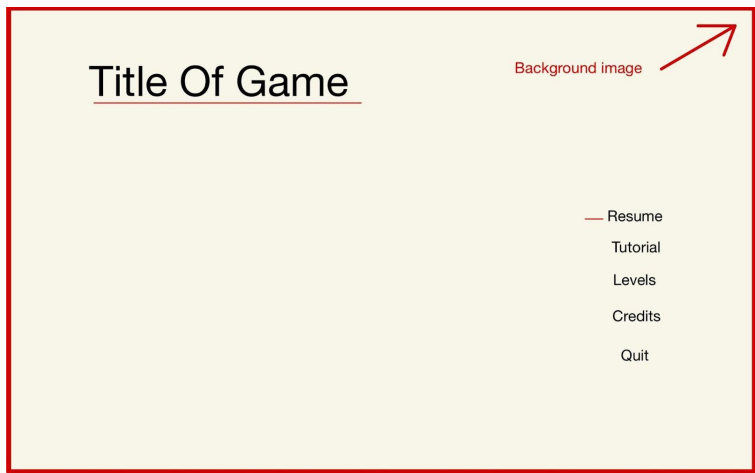 Title Of Game
Background image
Resume
Tutorial
Levels
Credits
Quit